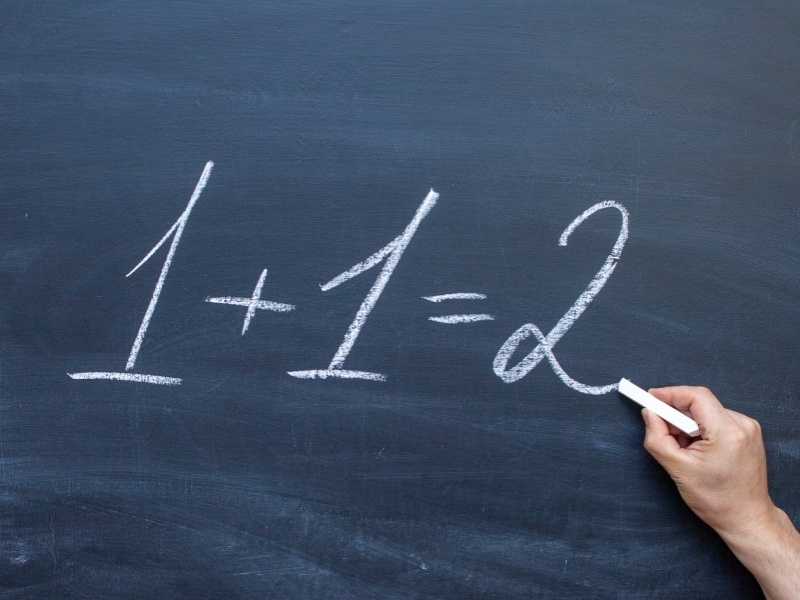 1 + 1 = 2